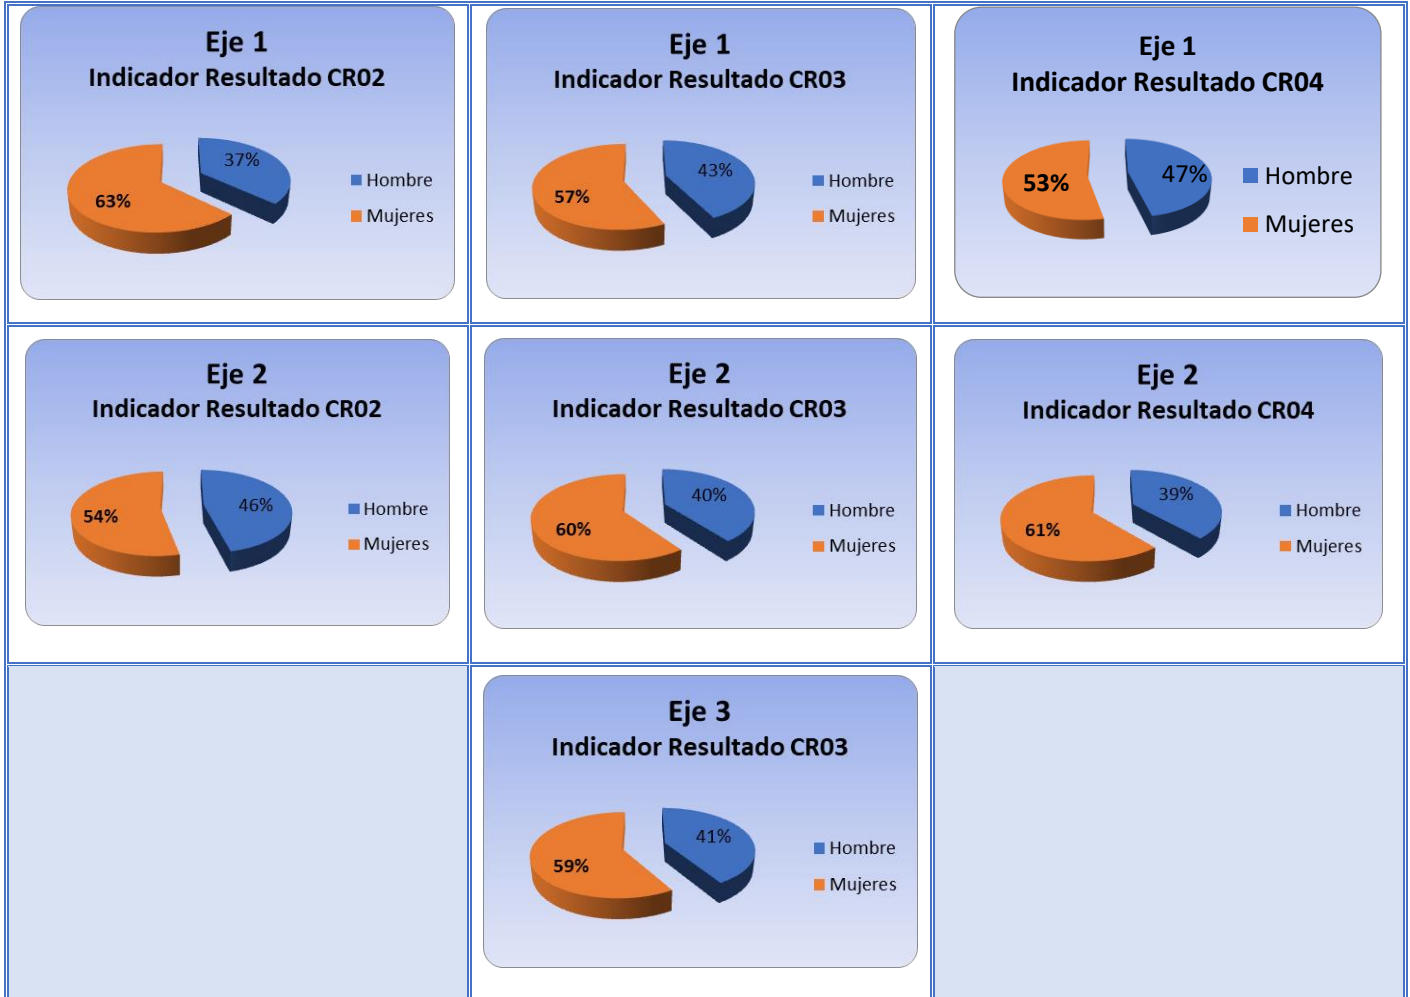 Eje 1
Indicador Resultado CR02
37%
63%
Hombre
Mujeres
Eje 1
Indicador Resultado CR03
43%
57%
Hombre
Mujeres
Eje 1
Indicador Resultado CR04
53%
47%
Hombre
Mujeres
Eje 2
Indicador Resultado CR02
46%
54%
Hombre
Mujeres
Eje 2
Indicador Resultado CR03
40%
60%
Hombre
Mujeres
Eje 2
Indicador Resultado CR04
39%
61%
Hombre
Mujeres
Eje 3
Indicador Resultado CR03
41%
59%
Hombre
Mujeres